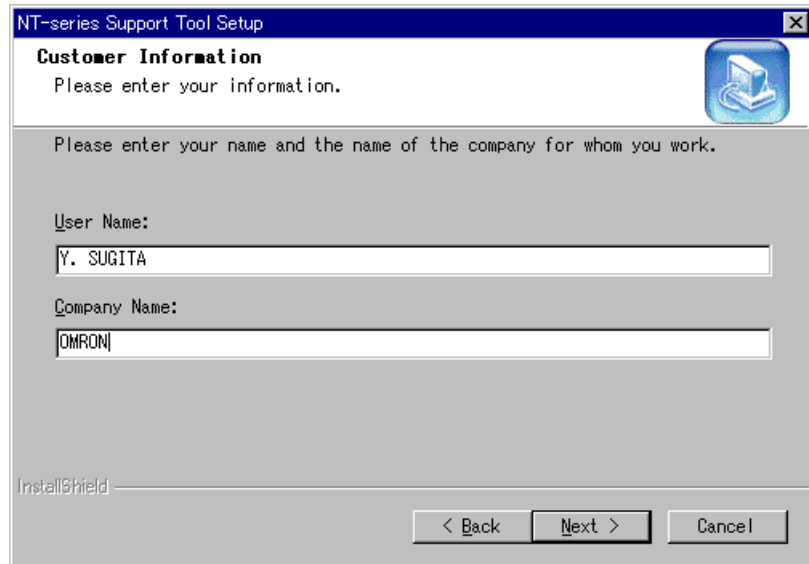 NT-series Support Tool Setup
Customer Information
Please enter your information.
Please enter your name and the name of the company for whom you work.
User Name:
Y. SUGITA
Company Name:
OMRON
InstallShield
< Back Next > Cancel